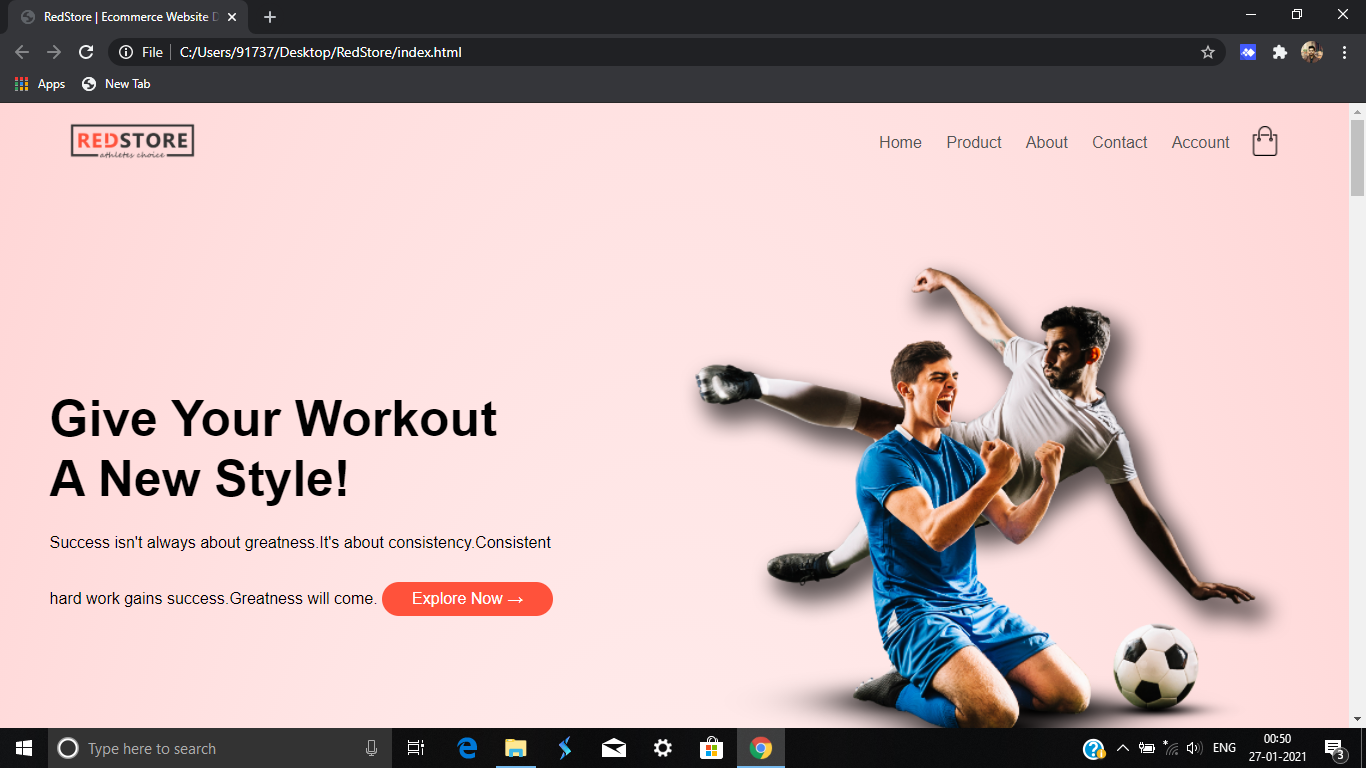 RedStore | Ecommerce Website D
File
C:/Users/91737/Desktop/RedStore/index.html
Apps
New Tab
REDSTORE
athletes choice
Home Product About Contact Account
Give Your Workout
A New Style!
Success isn't always about greatness.It's about consistency.Consistent
hard work gains success.Greatness will come. Explore Now →
Type here to search
ENG
00:50
27-01-2021
3